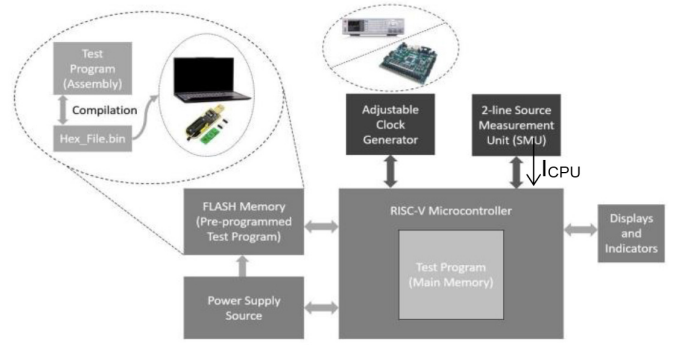 Test
Program
(Assembly)
Compilation
Hex_File.bin
Adjustable
Clock
Generator
2-line Source
Measurement
Unit (SMU)
ICPU
FLASH Memory
(Pre-programmed
Test Program)
RISC-V Microcontroller
Displays
and
Indicators
Test Program
(Main Memory)
Power Supply
Source